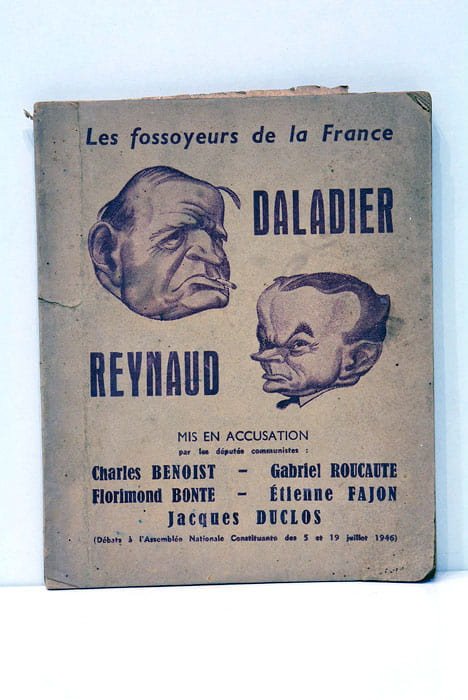 Les fossoyeurs de la France
DALADIER
REYNAUD
MIS EN ACCUSATION
par les députés communistes :
Charles BENOIST – Gabriel ROUCAUTE
Florimond BONTE – Étienne FAJON
Jacques DUCLOS
(Débats à l'Assemblée Nationale Constituante des 5 et 19 juillet 1946)